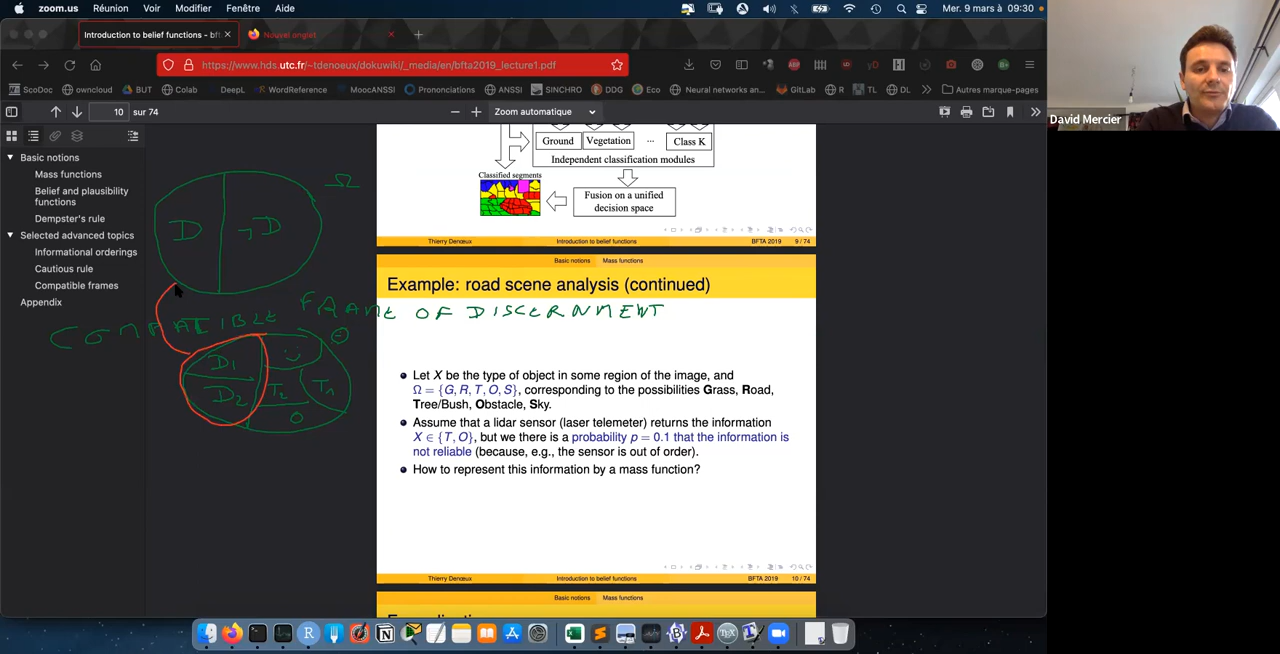 zoom.us Réunion Vidéo Modifier Fenêtre Aide Mer. 9 mars à 09:30
Introduction to belief functions - bft
Nouvel onglet
https://www.hds.utc.fr/~tdenoeux/dokuwiki/_media/en/bfta2019_lecture1.pdf
ScoDoc owncloud BUT Colab DeepL WordReference MoocANSSI Prononciations ANSSI SINCHRO DDG Eco Neural networks an... GitLab R TL DL Autres marque-pages
10 sur 74 Zoom automatique
Basic notions
Mass functions
Belief and plausibility functions
Dempster's rule
Selected advanced topics
Informational orderings
Cautious rule
Compatible frames
Appendix
D ¬D Ω
COMPATIBLE FRAME OF DISCERNMENT
Θ
D1
D2 T2 T1
O
Ground Vegetation ... Class K
Independent classification modules
Classified segments
Fusion on a unified decision space
Thierry Denœux Introduction to belief functions BFTA 2019 9 / 74
Basic notions Mass functions
Example: road scene analysis (continued)
Let X be the type of object in some region of the image, and
Ω = {G, R, T, O, S}, corresponding to the possibilities Grass, Road,
Tree/Bush, Obstacle, Sky.
Assume that a lidar sensor (laser telemeter) returns the information
X ∈ {T, O}, but we there is a probability p = 0.1 that the information is
not reliable (because, e.g., the sensor is out of order).
How to represent this information by a mass function?
Thierry Denœux Introduction to belief functions BFTA 2019 10 / 74
Basic notions Mass functions
David Mercier